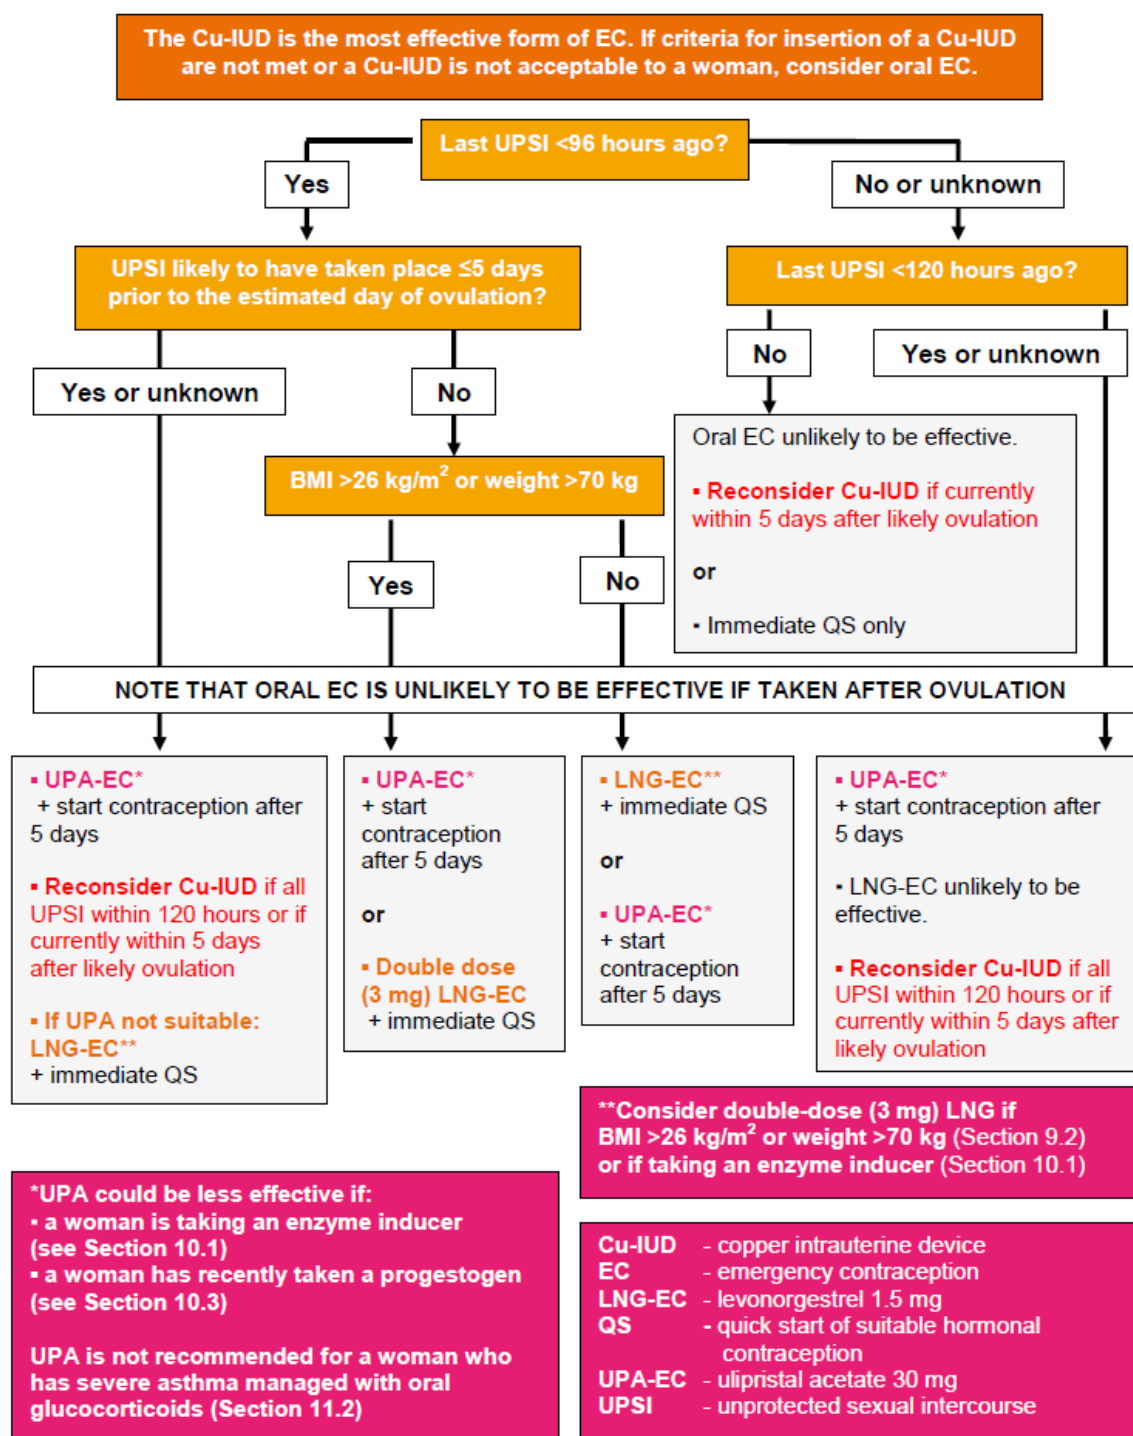 The Cu-IUD is the most effective form of EC. If criteria for insertion of a Cu-IUD
are not met or a Cu-IUD is not acceptable to a woman, consider oral EC.
Last UPSI <96 hours ago?
Yes
No or unknown
UPSI likely to have taken place ≤5 days
prior to the estimated day of ovulation?
Last UPSI <120 hours ago?
Yes or unknown
No
No
Yes or unknown
BMI >26 kg/m² or weight >70 kg
Oral EC unlikely to be effective.
▪ Reconsider Cu-IUD if currently
within 5 days after likely ovulation
or
▪ Immediate QS only
Yes
No
NOTE THAT ORAL EC IS UNLIKELY TO BE EFFECTIVE IF TAKEN AFTER OVULATION
▪ UPA-EC*
+ start contraception after
5 days
▪ Reconsider Cu-IUD if all
UPSI within 120 hours or if
currently within 5 days
after likely ovulation
▪ If UPA not suitable:
LNG-EC**
+ immediate QS
▪ UPA-EC*
+ start
contraception
after 5 days
or
▪ Double dose
(3 mg) LNG-EC
+ immediate QS
▪ LNG-EC**
+ immediate QS
or
▪ UPA-EC*
+ start
contraception
after 5 days
▪ UPA-EC*
+ start contraception after
5 days
▪ LNG-EC unlikely to be
effective.
▪ Reconsider Cu-IUD if all
UPSI within 120 hours or if
currently within 5 days after
likely ovulation
**Consider double-dose (3 mg) LNG if
BMI >26 kg/m² or weight >70 kg (Section 9.2)
or if taking an enzyme inducer (Section 10.1)
*UPA could be less effective if:
▪ a woman is taking an enzyme inducer
(see Section 10.1)
▪ a woman has recently taken a progestogen
(see Section 10.3)
UPA is not recommended for a woman who
has severe asthma managed with oral
glucocorticoids (Section 11.2)
Cu-IUD - copper intrauterine device
EC - emergency contraception
LNG-EC - levonorgestrel 1.5 mg
QS - quick start of suitable hormonal
contraception
UPA-EC - ulipristal acetate 30 mg
UPSI - unprotected sexual intercourse